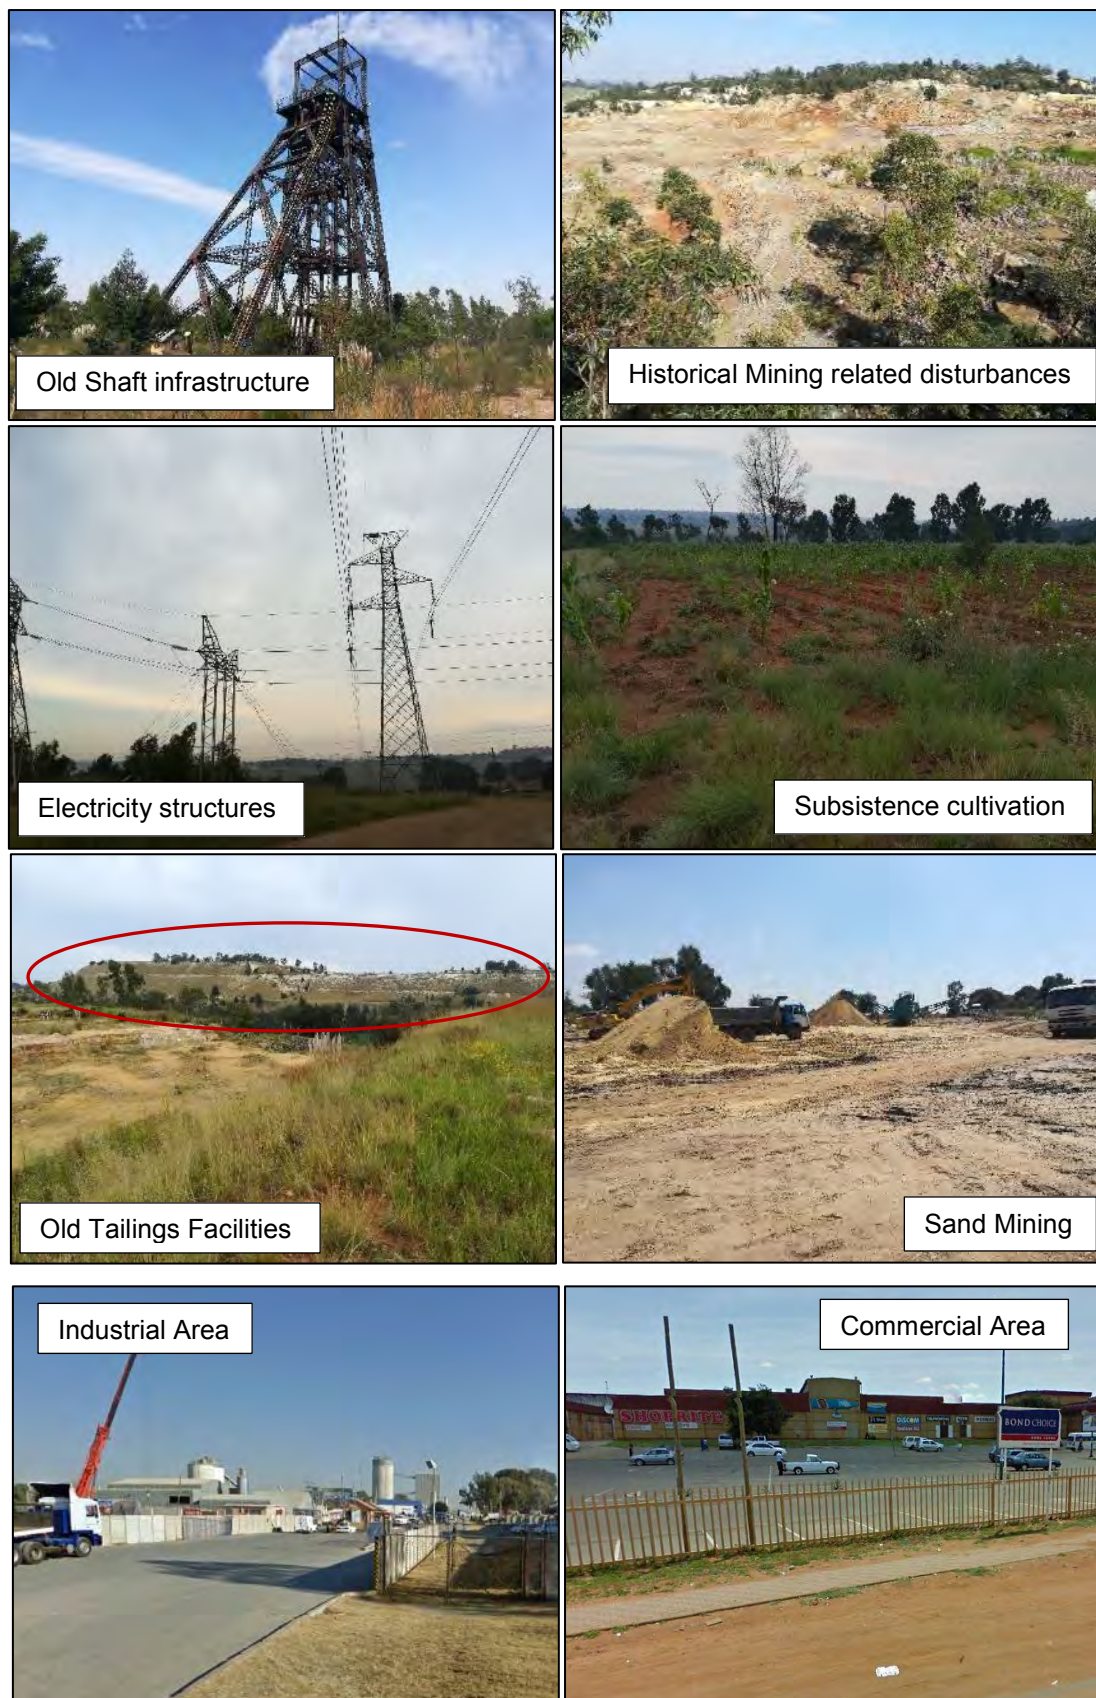 Old Shaft infrastructure
Historical Mining related disturbances
Electricity structures
Subsistence cultivation
Old Tailings Facilities
Sand Mining
Industrial Area
Commercial Area
SHOPRITE
DISCOM
BOND CHOICE